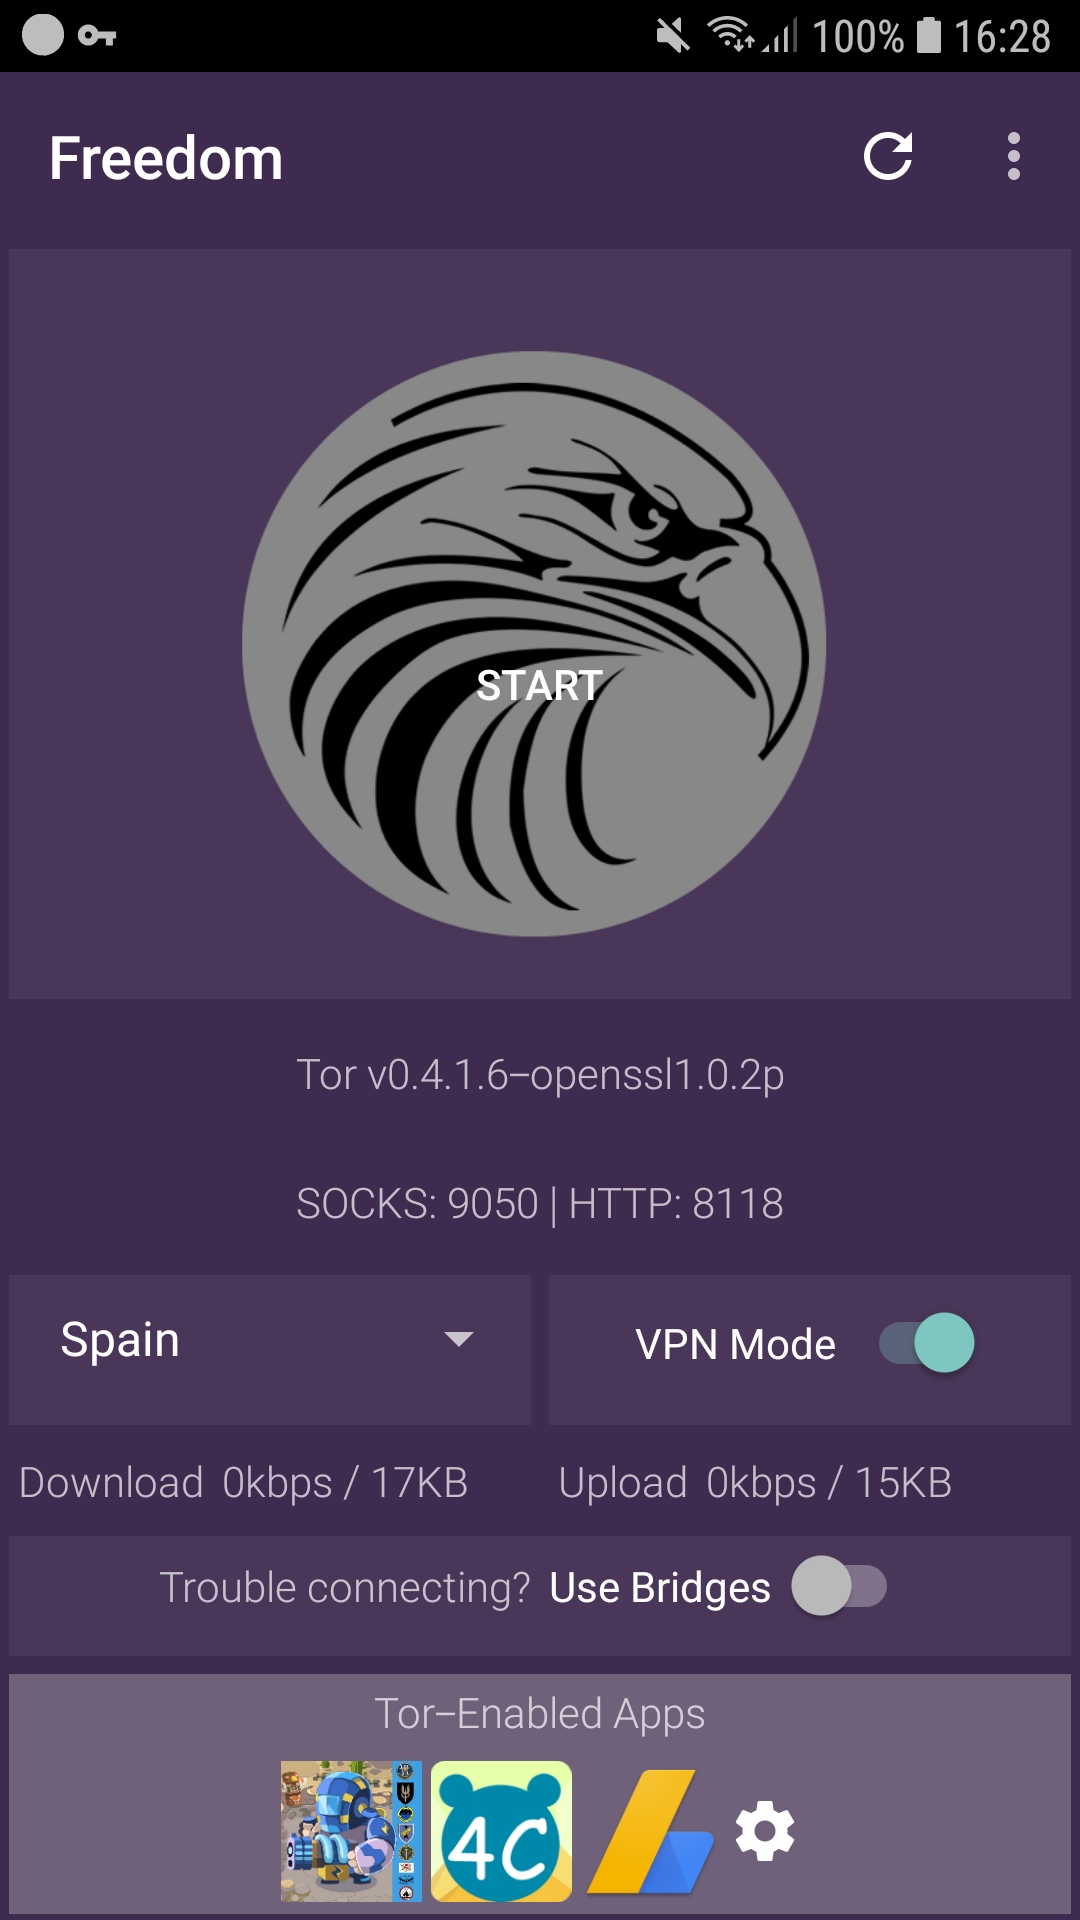 100% 16:28
Freedom
START
Tor v0.4.1.6-openssl1.0.2p
SOCKS: 9050 | HTTP: 8118
Spain
VPN Mode
Download 0kbps / 17KB
Upload 0kbps / 15KB
Trouble connecting? Use Bridges
Tor-Enabled Apps
4C